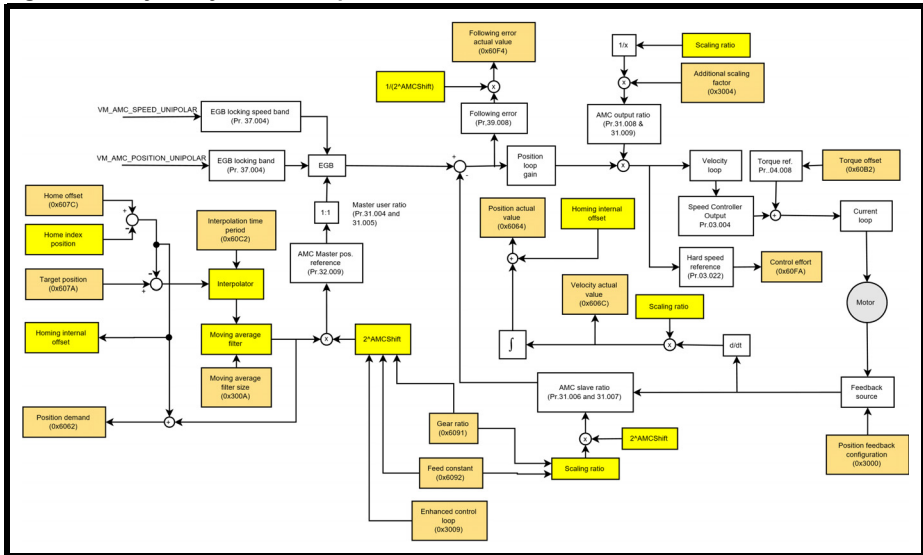 Following error
actual value
(0x60F4)
1/x
Scaling ratio
1/(2^AMCShift)
x
x
Additional scaling
factor
(0x3004)
VM_AMC_SPEED_UNIPOLAR
EGB locking speed band
(Pr. 37.004)
Following error
(Pr.39.008)
AMC output ratio
(Pr.31.008 &
31.009)
VM_AMC_POSITION_UNIPOLAR
EGB locking band
(Pr. 37.004)
EGB
+
-
Position
loop
gain
x
Velocity
loop
Torque ref.
Pr..04.008
Torque offset
(0x60B2)
Home offset
(0x607C)
+
-
Home index
position
Interpolation time
period
(0x60C2)
1:1
Master user ratio
(Pr.31.004 and
31.005)
Position actual
value
(0x6064)
Homing internal
offset
Speed Controller
Output
Pr.03.004
+
Current
loop
AMC Master pos.
reference
(Pr.32.009)
+
Hard speed
reference
(Pr.03.022)
Control effort
(0x60FA)
Target position
(0x607A)
-
+
Interpolator
Velocity actual
value
(0x606C)
Scaling ratio
Motor
Homing internal
offset
Moving average
filter
x
2^AMCShift
∫
x
d/dt
Moving average
filter size
(0x300A)
AMC slave ratio
(Pr.31.006 and 31.007)
Feedback
source
Position demand
(0x6062)
+
Gear ratio
(0x6091)
x
2^AMCShift
Position feedback
configuration
(0x3000)
Feed constant
(0x6092)
Scaling ratio
Enhanced control
loop
(0x3009)